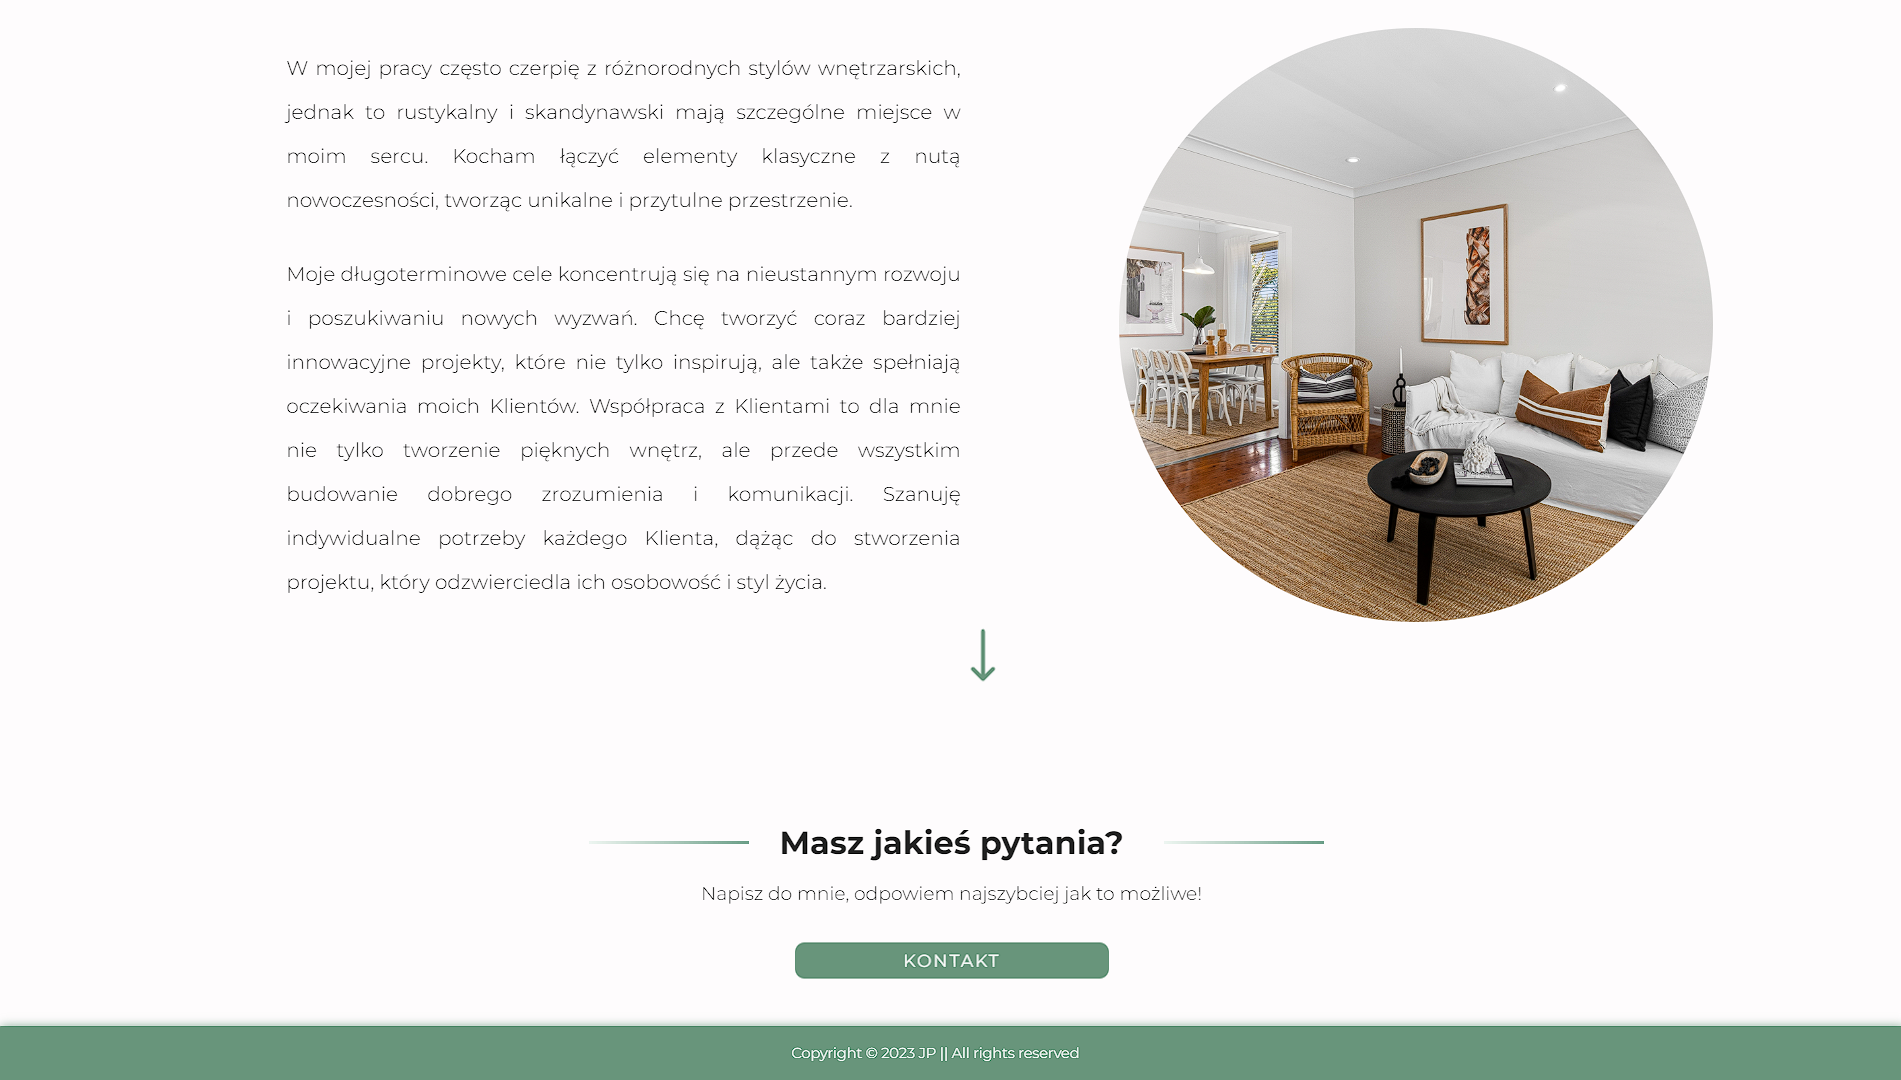 W mojej pracy często czerpię z różnorodnych stylów wnętrzarskich,
jednak to rustykalny i skandynawski mają szczególne miejsce w
moim sercu. Kocham łączyć elementy klasyczne z nutą
nowoczesności, tworząc unikalne i przytulne przestrzenie.
Moje długoterminowe cele koncentrują się na nieustannym rozwoju
i poszukiwaniu nowych wyzwań. Chcę tworzyć coraz bardziej
innowacyjne projekty, które nie tylko inspirują, ale także spełniają
oczekiwania moich Klientów. Współpraca z Klientami to dla mnie
nie tylko tworzenie pięknych wnętrz, ale przede wszystkim
budowanie dobrego zrozumienia i komunikacji. Szanuję
indywidualne potrzeby każdego Klienta, dążąc do stworzenia
projektu, który odzwierciedla ich osobowość i styl życia.
Masz jakieś pytania?
Napisz do mnie, odpowiem najszybciej jak to możliwe!
KONTAKT
Copyright © 2023 JP || All rights reserved